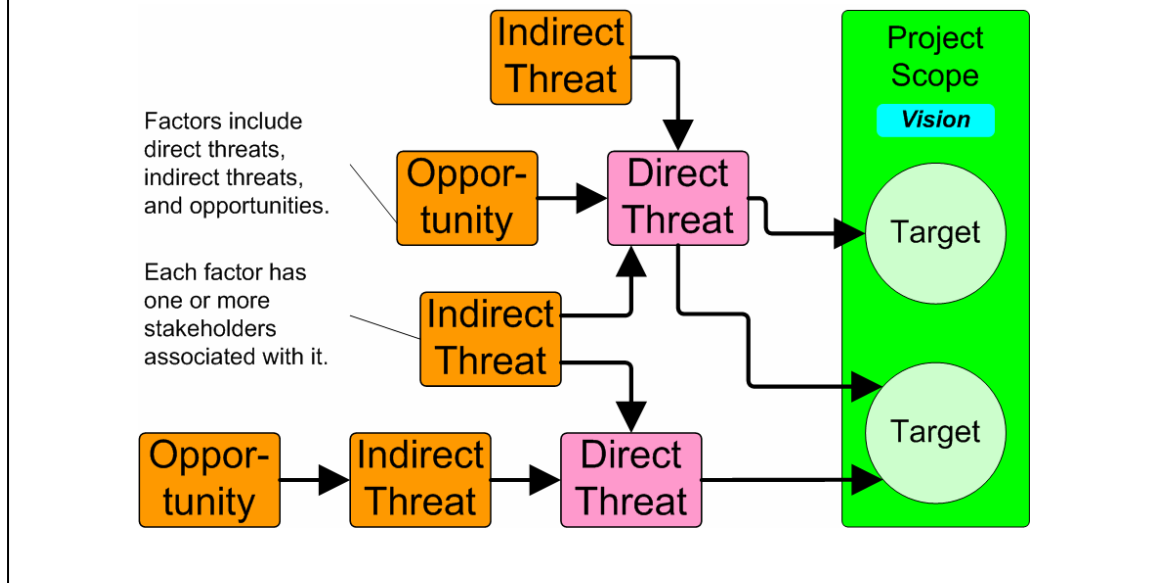 Indirect
Threat
Project
Scope
Vision
Factors include
direct threats,
indirect threats,
and opportunities.
Oppor-
tunity
Direct
Threat
Target
Each factor has
one or more
stakeholders
associated with it.
Indirect
Threat
Target
Oppor-
tunity
Indirect
Threat
Direct
Threat